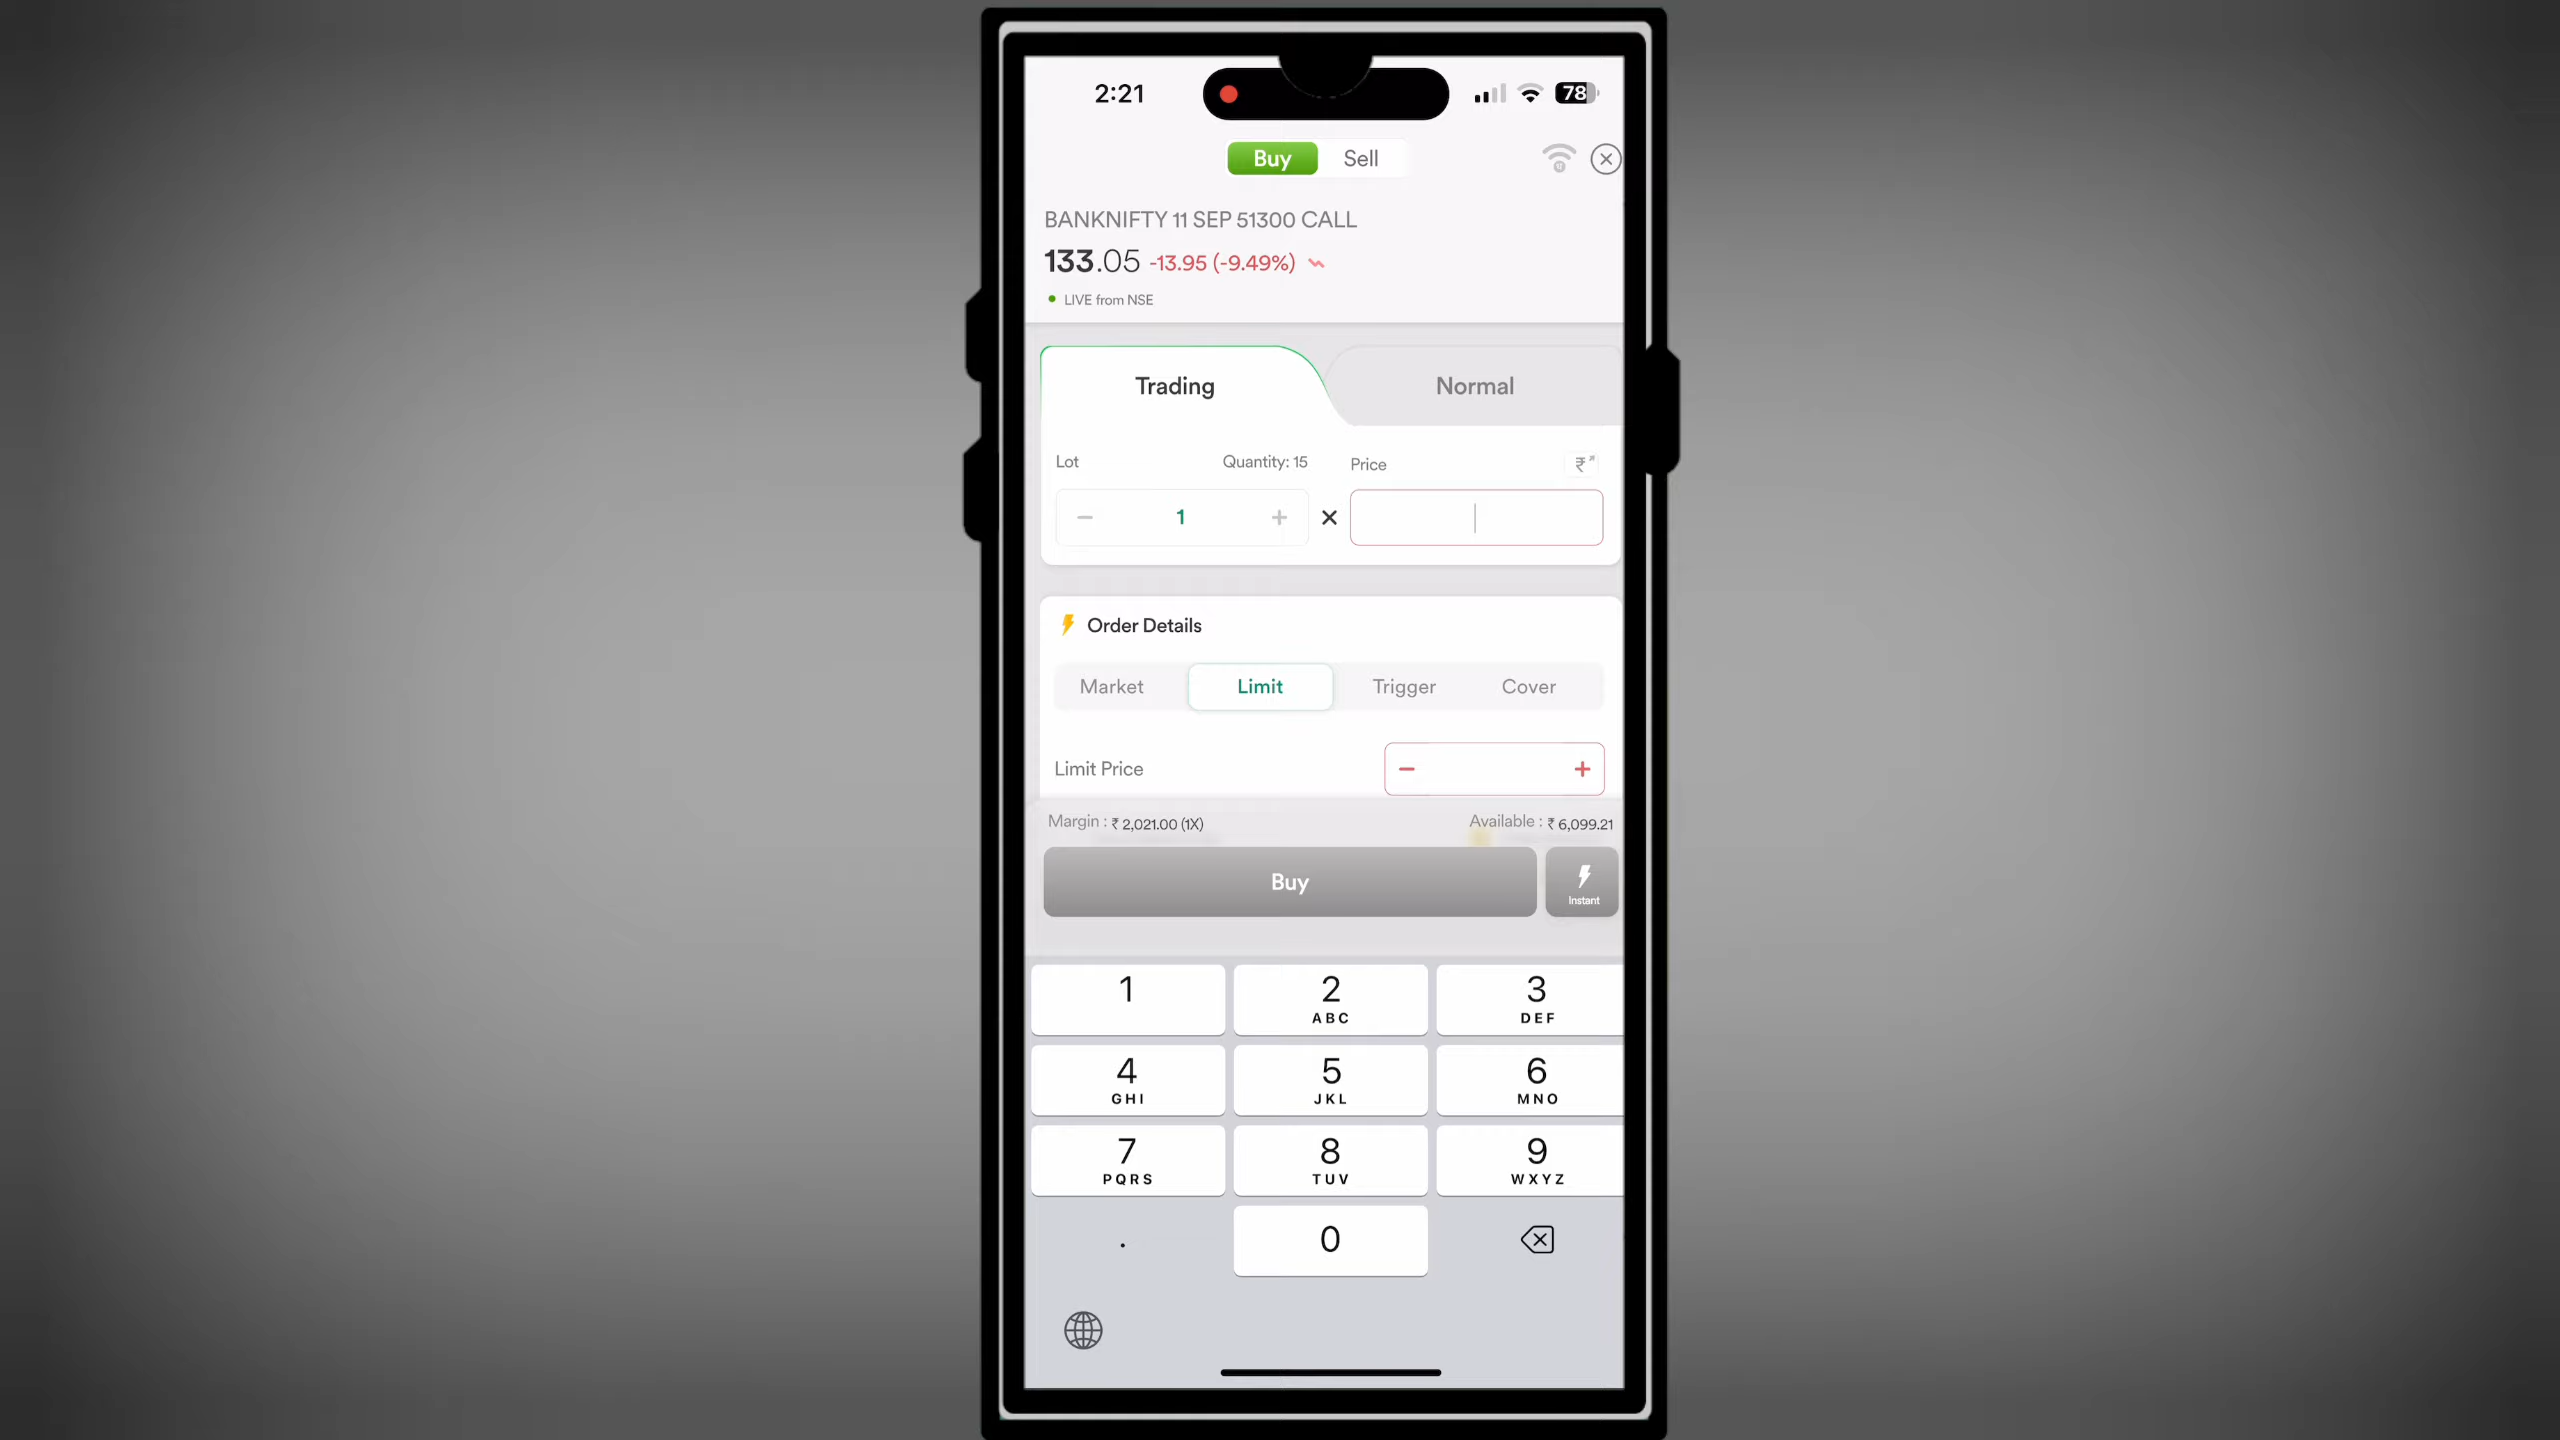 2:21
78
Buy Sell
BANKNIFTY 11 SEP 51300 CALL
133.05 -13.95 (-9.49%)
LIVE from NSE
Trading Normal
Lot Quantity: 15 Price ₹
− 1 + × 
Order Details
Market Limit Trigger Cover
Limit Price − +
Margin : ₹ 2,021.00 (1X) Available : ₹ 6,099.21
Buy
Instant
1 2 3
ABC DEF
4 5 6
GHI JKL MNO
7 8 9
PQRS TUV WXYZ
. 0